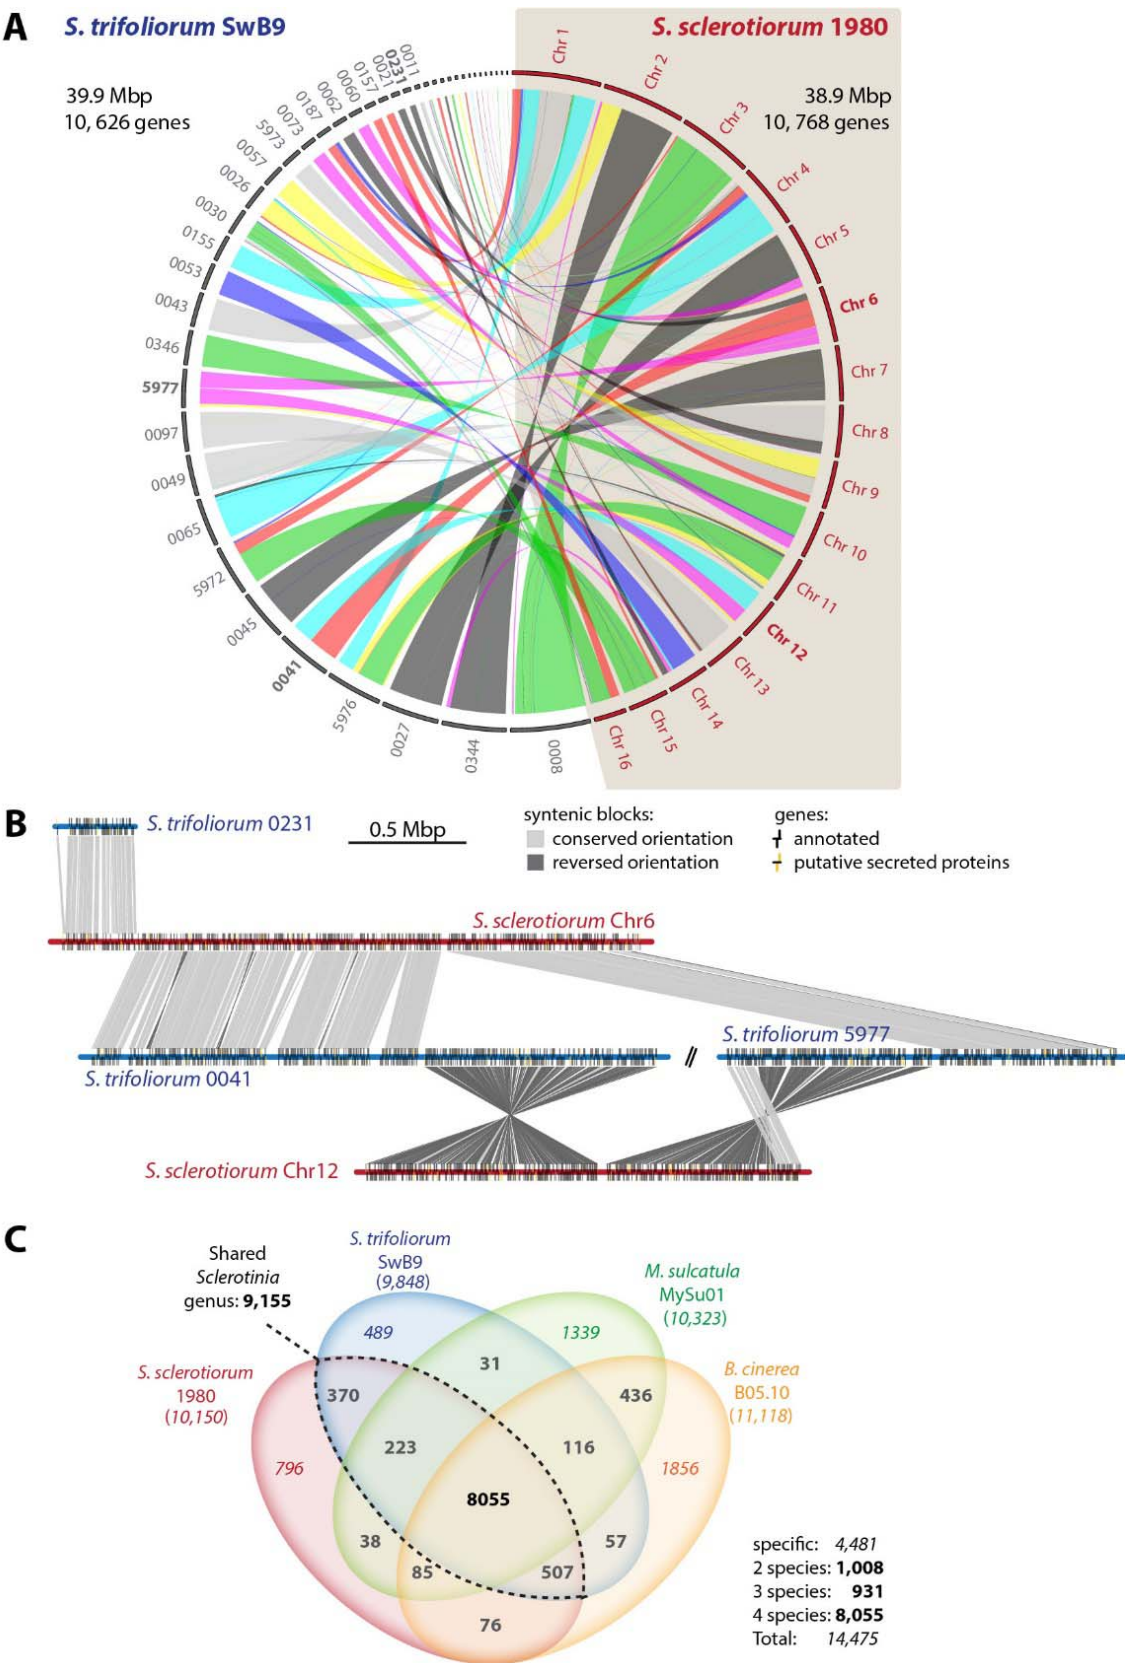 A
S. trifoliorum SwB9
S. sclerotiorum 1980
39.9 Mbp
10, 626 genes
38.9 Mbp
10, 768 genes
0011
0231
0021
0157
0060
0062
0187
0073
5973
0057
0026
0030
0155
0053
0043
0346
5977
0097
0049
0065
5972
0045
0041
5976
0027
0344
0008
Chr 1
Chr 2
Chr 3
Chr 4
Chr 5
Chr 6
Chr 7
Chr 8
Chr 9
Chr 10
Chr 11
Chr 12
Chr 13
Chr 14
Chr 15
Chr 16
B
S. trifoliorum 0231
0.5 Mbp
syntenic blocks:
conserved orientation
reversed orientation
genes:
annotated
putative secreted proteins
S. sclerotiorum Chr6
S. trifoliorum 5977
//
S. trifoliorum 0041
S. sclerotiorum Chr12
C
Shared
Sclerotinia
genus: 9,155
S. trifoliorum
SwB9
(9,848)
M. sulcatula
MySu01
(10,323)
S. sclerotiorum
1980
(10,150)
B. cinerea
B05.10
(11,118)
489
1339
31
370
436
223
116
796
1856
8055
38
57
85
507
76
specific: 4,481
2 species: 1,008
3 species: 931
4 species: 8,055
Total: 14,475